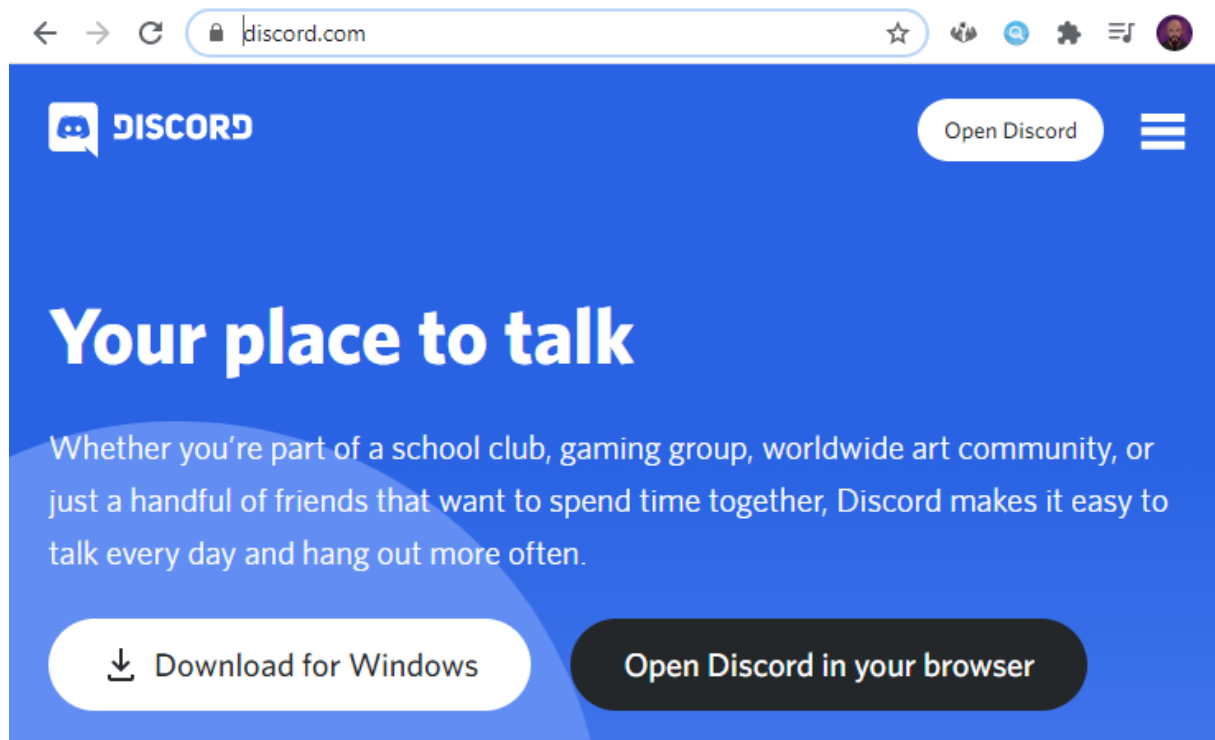 discord.com
DISCORD
Open Discord
Your place to talk
Whether you’re part of a school club, gaming group, worldwide art community, or
just a handful of friends that want to spend time together, Discord makes it easy to
talk every day and hang out more often.
Download for Windows
Open Discord in your browser